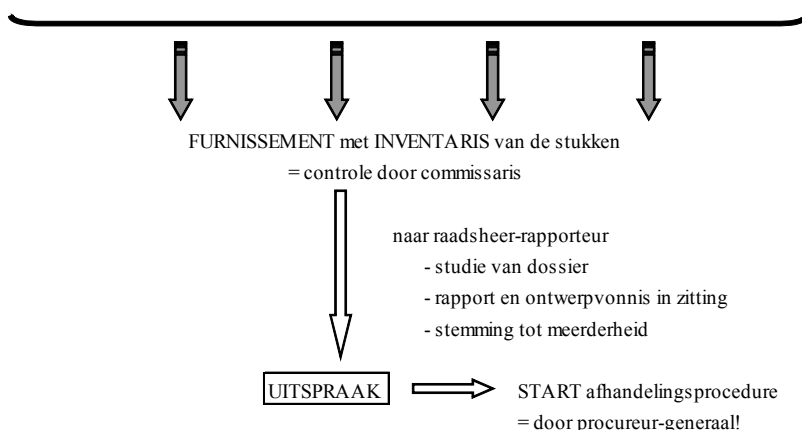 FURNISSEMENT met INVENTARIS van de stukken
= controle door commissaris
naar raadsheer-rapporteur
- studie van dossier
- rapport en ontwerpvonnis in zitting
- stemming tot meerderheid
UITSPRAAK
START afhandelingsprocedure
= door procureur-generaal!